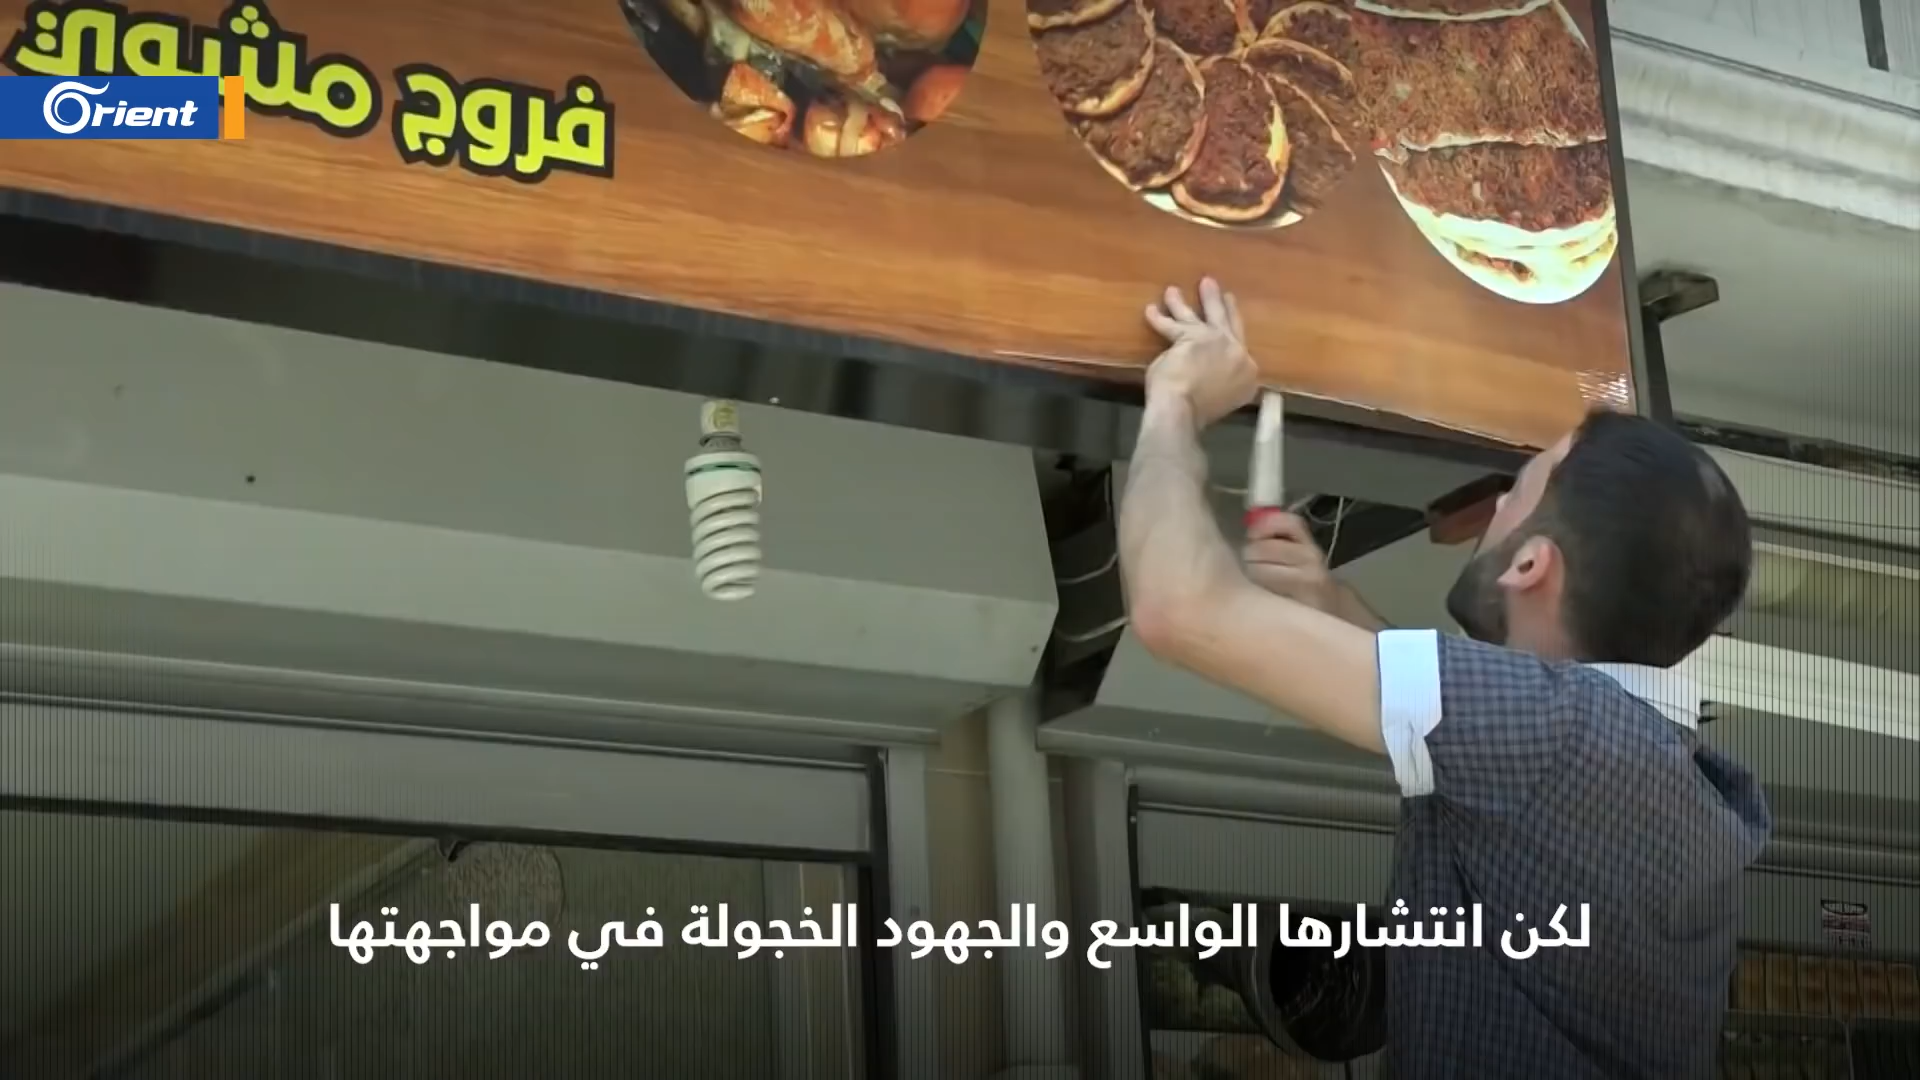 فروج مشوي
Orient
لكن انتشارها الواسع والجهود الخجولة في مواجهتها